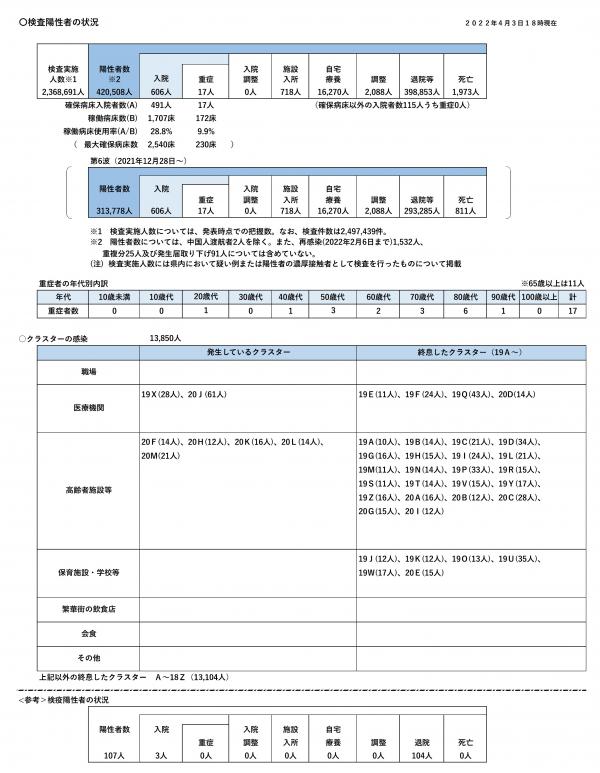 〇検査陽性者の状況
２０２２年４月３日１８時現在
検査実施人数※1 陽性者数※2 入院 重症 入院調整 施設入所 自宅療養 調整 退院等 死亡
2,368,691人 420,508人 606人 17人 0人 718人 16,270人 2,088人 398,853人 1,973人
確保病床入院者数(A) 491人 17人 （確保病床以外の入院者数115人うち重症0人）
稼働病床数(B) 1,707床 172床
稼働病床使用率(A/B) 28.8% 9.9%
（　最大確保病床数 2,540床 230床　）
第6波（2021年12月28日～）
陽性者数 入院 重症 入院調整 施設入所 自宅療養 調整 退院等 死亡
313,778人 606人 17人 0人 718人 16,270人 2,088人 293,285人 811人
※1　検査実施人数については、発表時点での把握数。なお、検査件数は2,497,439件。
※2　陽性者数については、中国人渡航者2人を除く。また、再感染(2022年2月6日まで)1,532人、
重複分25人及び発生届取り下げ91人については含めていない。
（注）検査実施人数には県内において疑い例または陽性者の濃厚接触者として検査を行ったものについて掲載
重症者の年代別内訳 ※65歳以上は11人
年代 10歳未満 10歳代 20歳代 30歳代 40歳代 50歳代 60歳代 70歳代 80歳代 90歳代 100歳以上 計
重症者数 0 0 1 0 1 3 2 3 6 1 0 17
○クラスターの感染 13,850人
発生しているクラスター 終息したクラスター（19Ａ～）
職場
医療機関 19Ｘ(28人)、20Ｊ(61人) 19Ｅ(11人)、19Ｆ(24人)、19Ｑ(43人)、20Ｄ(14人)
高齢者施設等 20Ｆ(14人)、20Ｈ(12人)、20Ｋ(16人)、20Ｌ(14人)、
20Ｍ(21人)
19Ａ(10人)、19Ｂ(14人)、19Ｃ(21人)、19Ｄ(34人)、
19Ｇ(16人)、19Ｈ(15人)、19Ｉ(24人)、19Ｌ(21人)、
19Ｍ(11人)、19Ｎ(14人)、19Ｐ(33人)、19Ｒ(15人)、
19Ｓ(11人)、19Ｔ(14人)、19Ｖ(15人)、19Ｙ(17人)、
19Ｚ(16人)、20Ａ(16人)、20Ｂ(12人)、20Ｃ(28人)、
20Ｇ(15人)、20Ｉ(12人)
保育施設・学校等 19Ｊ(12人)、19Ｋ(12人)、19Ｏ(13人)、19Ｕ(35人)、
19Ｗ(17人)、20Ｅ(15人)
繁華街の飲食店
会食
その他
上記以外の終息したクラスター　Ａ～18Ｚ（13,104人）
<参考>検疫陽性者の状況
陽性者数 入院 重症 入院調整 施設入所 自宅療養 調整 退院 死亡
107人 3人 0人 0人 0人 0人 0人 104人 0人